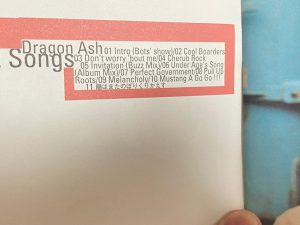 Dragon Ash 01 Intro (Bots' show)/02 Cool Boarders
Songs 03 Don't worry 'bout me/04 Cherub Rock
05 Invitation (Buzz Mix)/06 Under Age's Song
(Album Mix)/07 Perfect Government/08 Pull Up
Roots/09 Melancholy/10 Mustang A Go Go!!!
11 陽はまたのぼりくりかえす